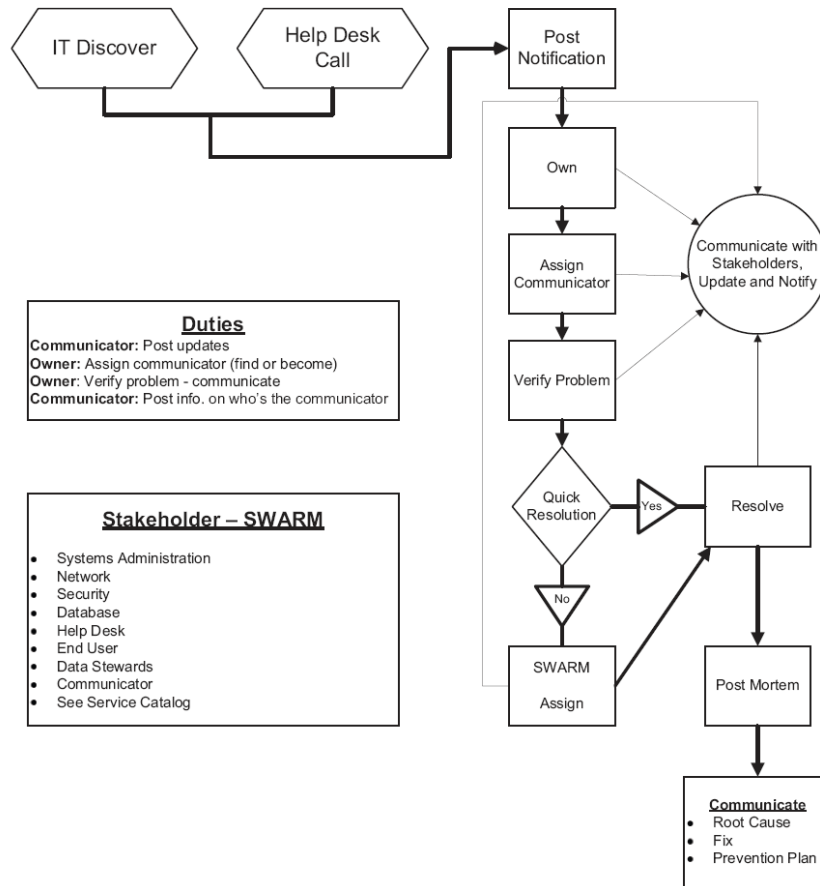 IT Discover
Help Desk
Call
Post
Notification
Own
Assign
Communicator
Communicate with
Stakeholders,
Update and Notify
Verify Problem
Duties
Communicator: Post updates
Owner: Assign communicator (find or become)
Owner: Verify problem - communicate
Communicator: Post info. on who's the communicator
Quick
Resolution
Yes
Resolve
No
Stakeholder – SWARM
• Systems Administration
• Network
• Security
• Database
• Help Desk
• End User
• Data Stewards
• Communicator
• See Service Catalog
SWARM
Assign
Post Mortem
Communicate
• Root Cause
• Fix
• Prevention Plan